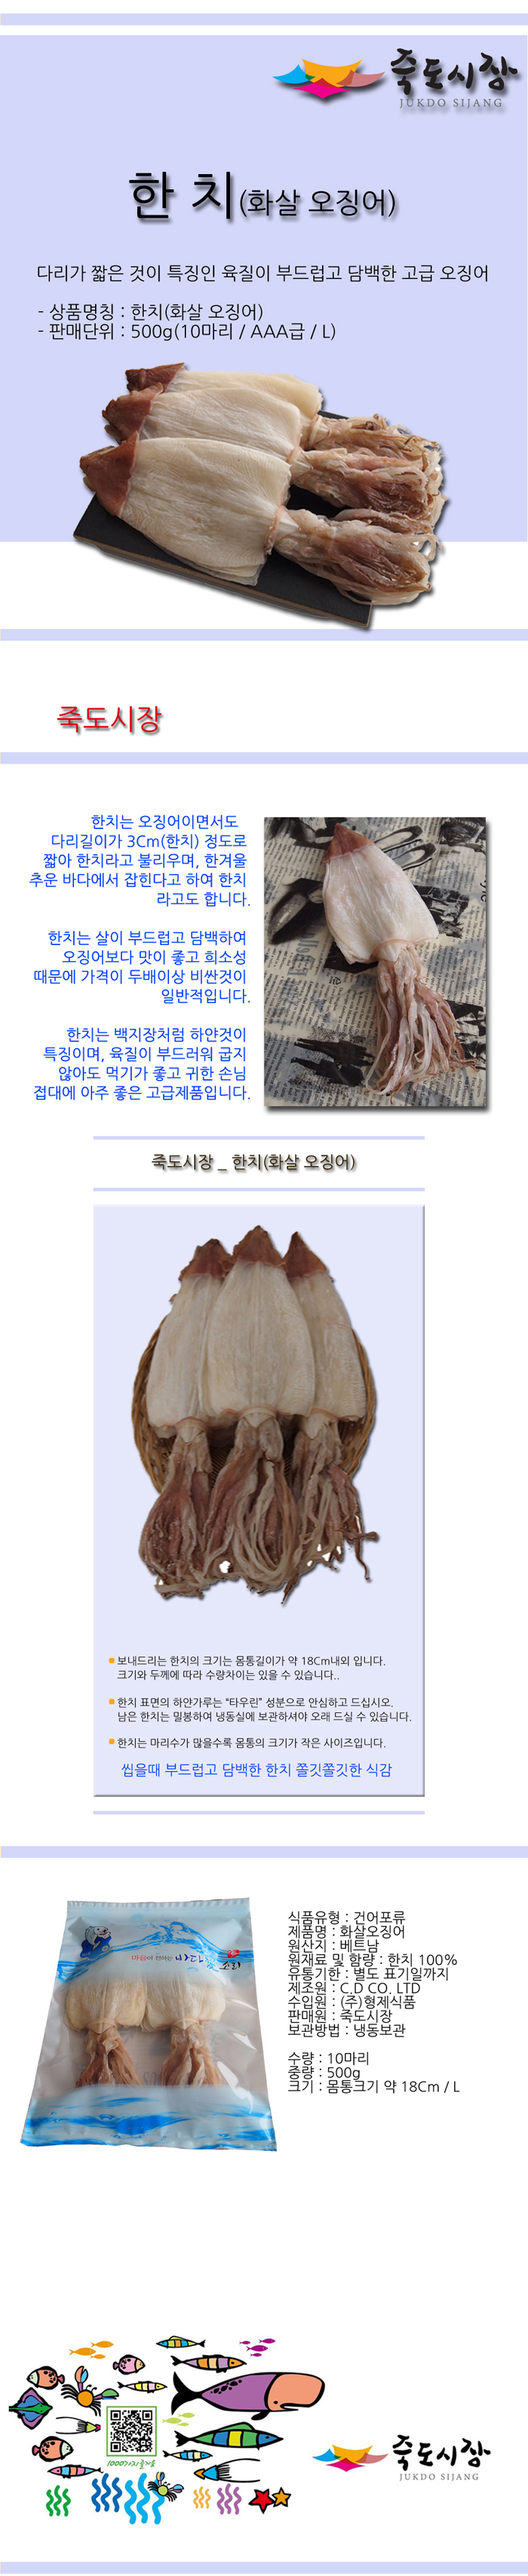 죽도시장
JUKDO SIJANG
한 치(화살 오징어)
다리가 짧은 것이 특징인 육질이 부드럽고 담백한 고급 오징어
- 상품명칭 : 한치(화살 오징어)
- 판매단위 : 500g(10마리 / AAA급 / L)
죽도시장
한치는 오징어이면서도
다리길이가 3Cm(한치) 정도로
짧아 한치라고 불리우며, 한겨울
추운 바다에서 잡힌다고 하여 한치
라고도 합니다.
한치는 살이 부드럽고 담백하여
오징어보다 맛이 좋고 희소성
때문에 가격이 두배이상 비싼것이
일반적입니다.
한치는 백지장처럼 하얀것이
특징이며, 육질이 부드러워 굽지
않아도 먹기가 좋고 귀한 손님
접대에 아주 좋은 고급제품입니다.
죽도시장 _ 한치(화살 오징어)
보내드리는 한치의 크기는 몸통길이가 약 18Cm내외 입니다.
크기와 두께에 따라 수량차이는 있을 수 있습니다..
한치 표면의 하얀가루는 “타우린” 성분으로 안심하고 드십시오.
남은 한치는 밀봉하여 냉동실에 보관하셔야 오래 드실 수 있습니다.
한치는 마리수가 많을수록 몸통의 크기가 작은 사이즈입니다.
씹을때 부드럽고 담백한 한치 쫄깃쫄깃한 식감
식품유형 : 건어포류
제품명 : 화살오징어
원산지 : 베트남
원재료 및 함량 : 한치 100%
유통기한 : 별도 표기일까지
제조원 : C.D CO. LTD
수입원 : (주)형제식품
판매원 : 죽도시장
보관방법 : 냉동보관
수량 : 10마리
중량 : 500g
크기 : 몸통크기 약 18Cm / L
죽도시장
JUKDO SIJANG